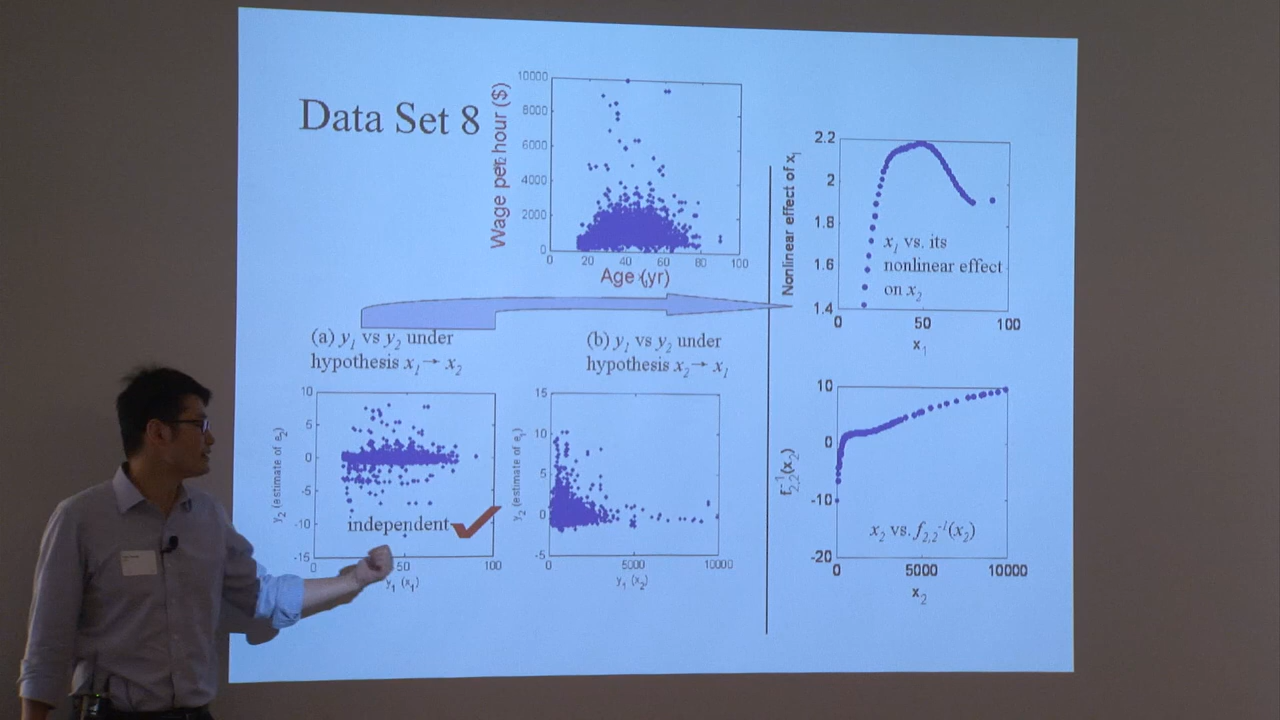 Data Set 8
Wage per hour ($)
10000
8000
6000
4000
2000
0
0 20 40 60 80 100
Age (yr)
(a) y1 vs y2 under
hypothesis x1→ x2
(b) y1 vs y2 under
hypothesis x2→ x1
y2 (estimate of e2)
10
5
0
-5
-10
-15
independent
0 50 100
y1 (x1)
y2 (estimate of e1)
15
10
5
0
-5
0 5000 10000
y1 (x2)
Nonlinear effect of x1
2.2
2
1.8
1.6
1.4
x1 vs. its
nonlinear effect
on x2
0 50 100
x1
f2,2-1(x2)
10
0
-10
-20
x2 vs. f2,2-1(x2)
0 5000 10000
x2